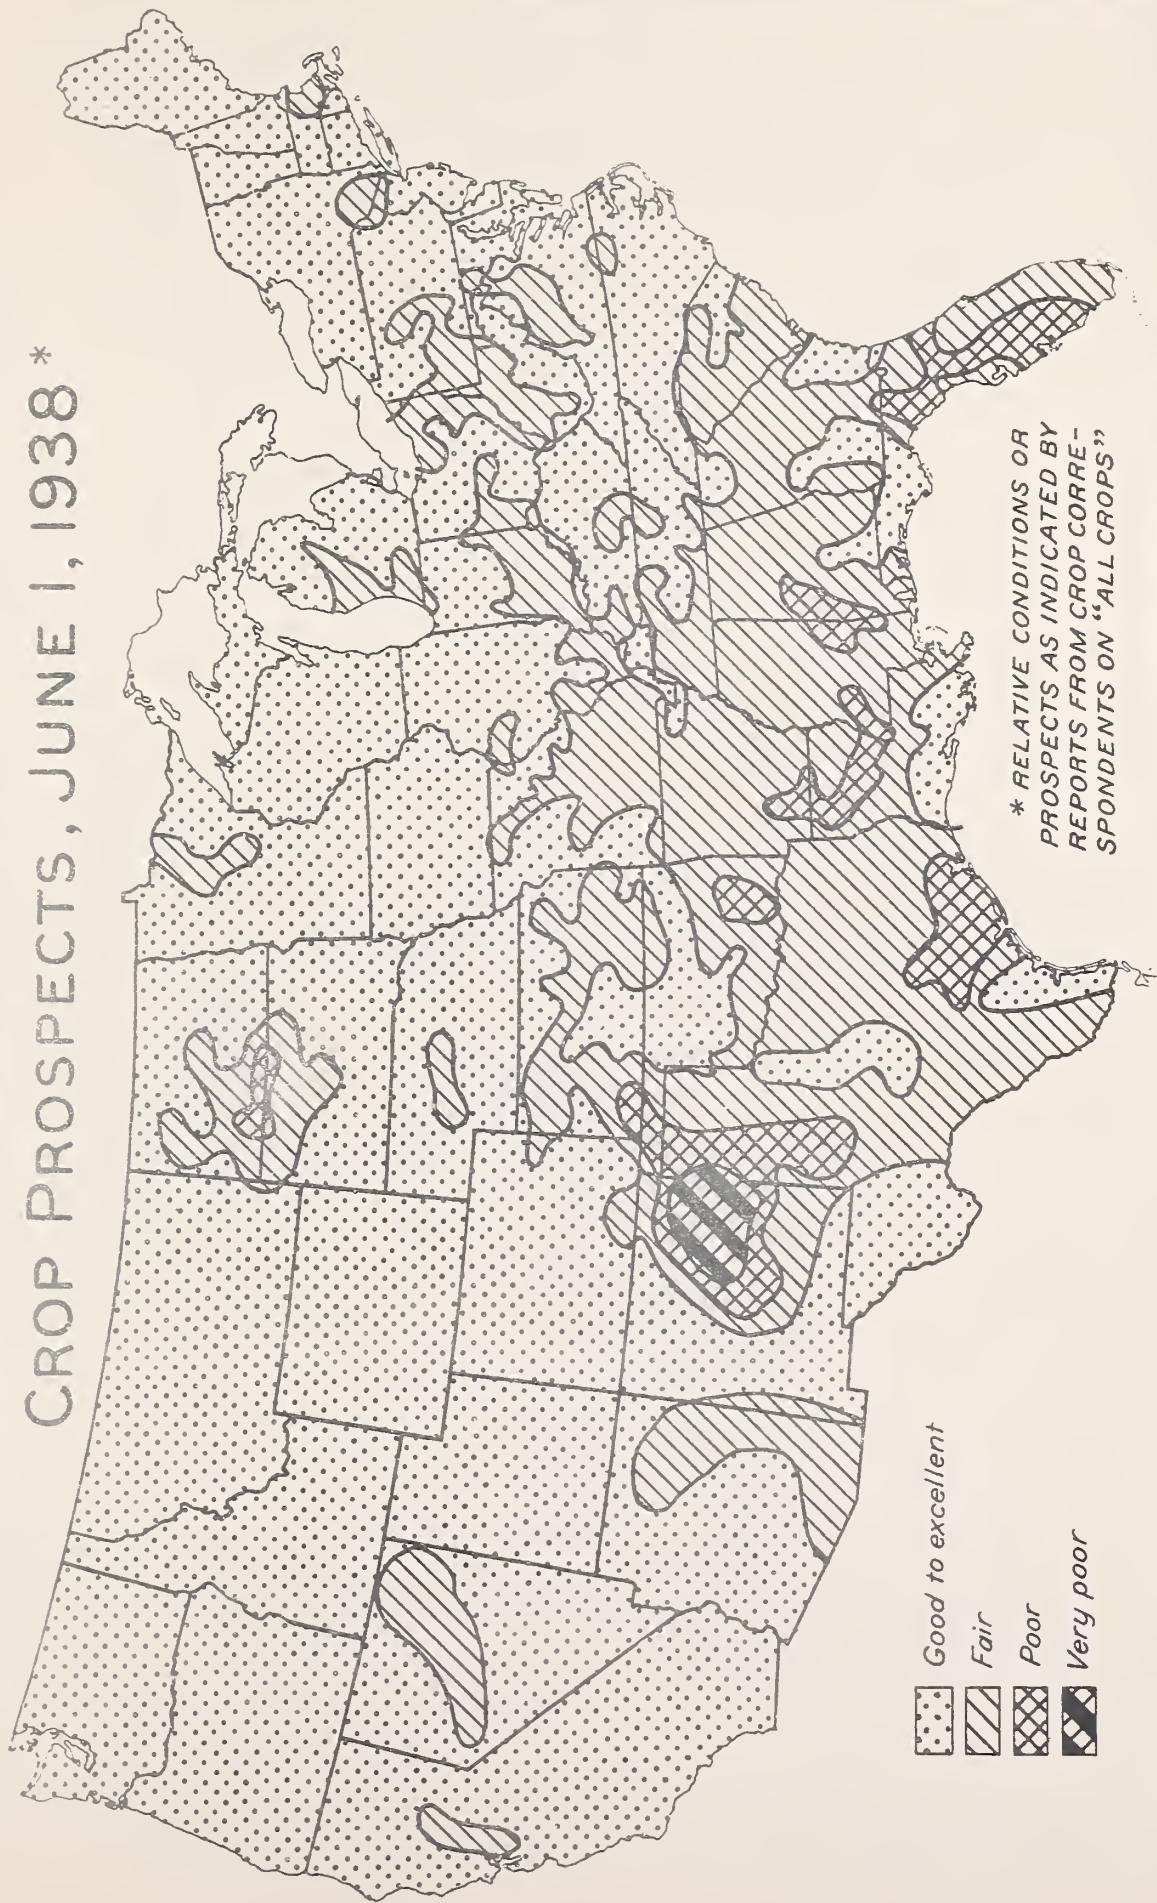 CROP PROSPECTS, JUNE 1, 1938 *
* RELATIVE CONDITIONS OR
PROSPECTS AS INDICATED BY
REPORTS FROM CROP CORRE-
SPONDENTS ON "ALL CROPS"
Good to excellent
Fair
Poor
Very poor